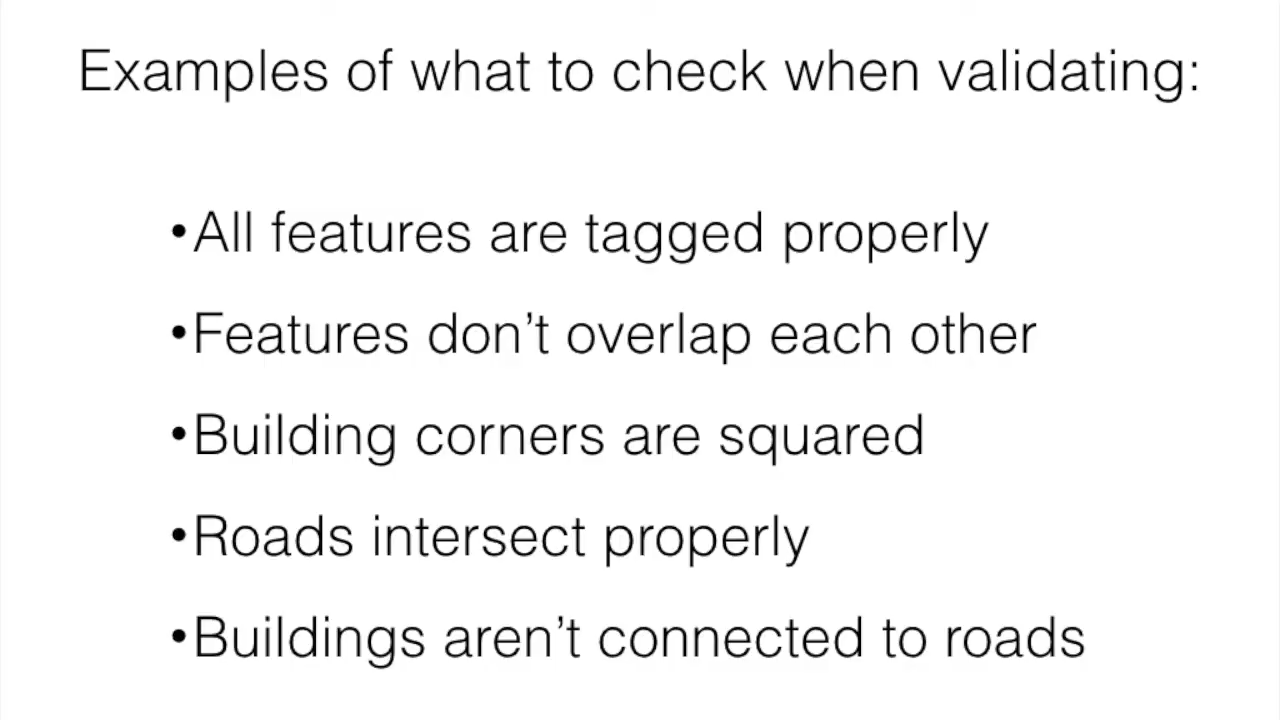 Examples of what to check when validating:
•All features are tagged properly
•Features don’t overlap each other
•Building corners are squared
•Roads intersect properly
•Buildings aren’t connected to roads